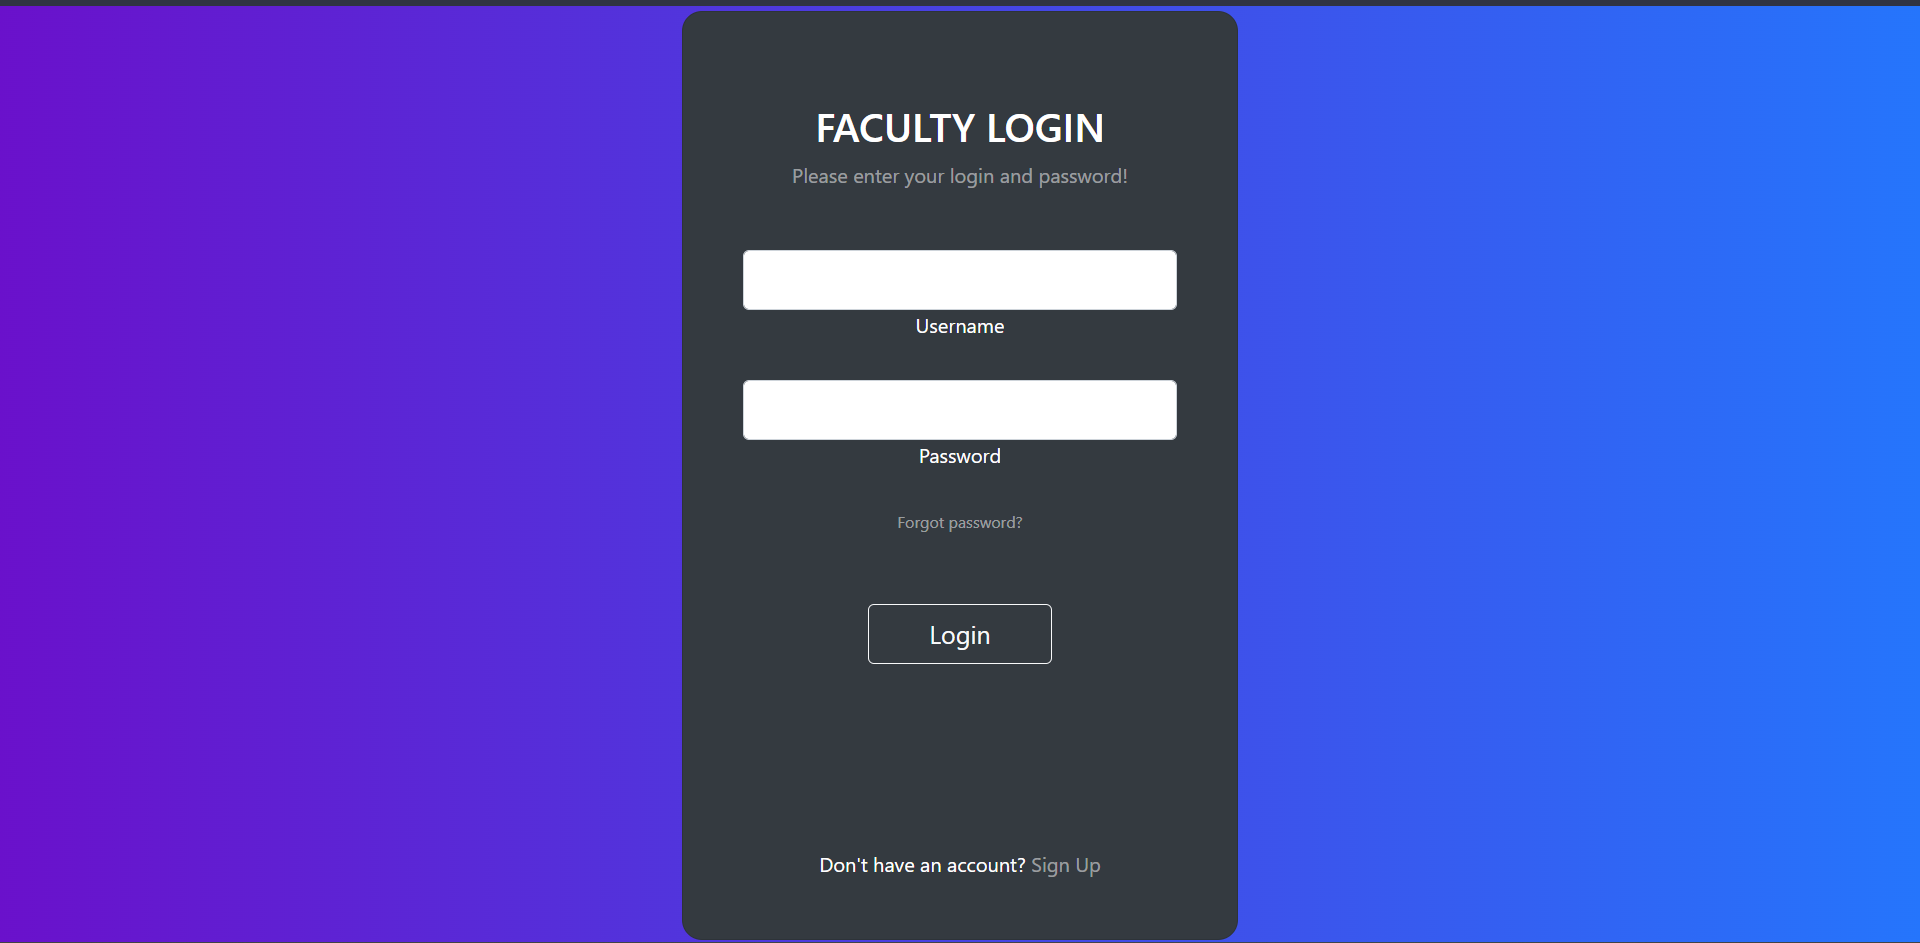 FACULTY LOGIN
Please enter your login and password!
Username
Password
Forgot password?
Login
Don't have an account? Sign Up